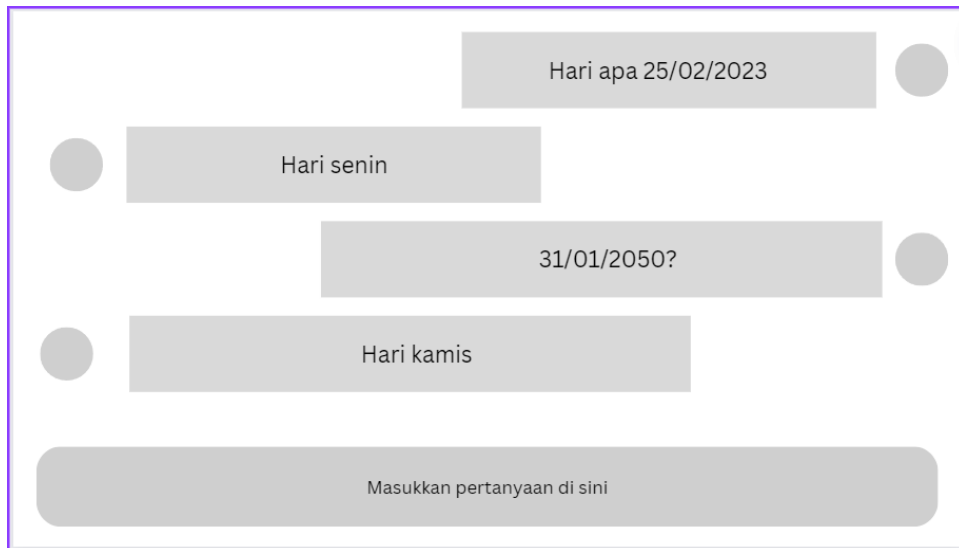 Hari apa 25/02/2023
Hari senin
31/01/2050?
Hari kamis
Masukkan pertanyaan di sini